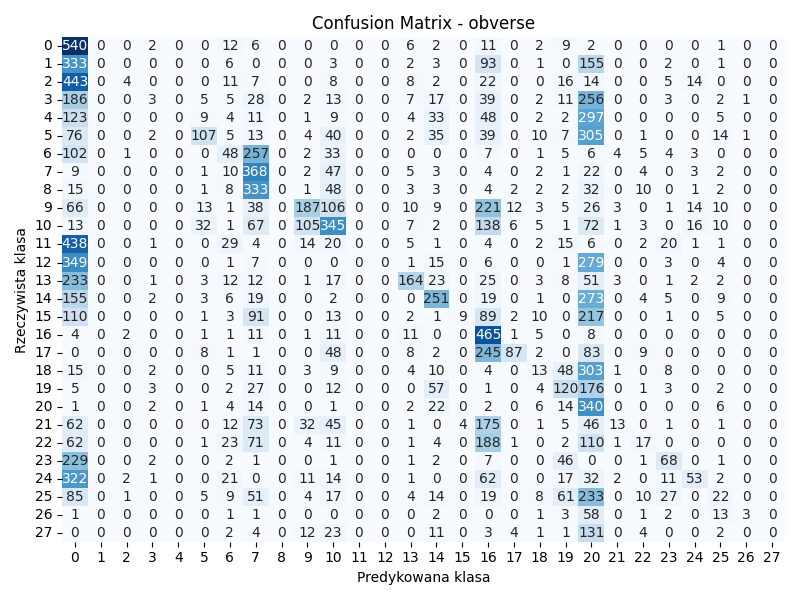 Confusion Matrix - obverse
Rzeczywista klasa
0 540 0 0 2 0 0 12 6 0 0 0 0 0 6 2 0 11 0 2 9 2 0 0 0 0 1 0 0
1 333 0 0 0 0 0 6 0 0 0 3 0 0 2 3 0 93 0 1 0 155 0 0 2 0 1 0 0
2 443 0 4 0 0 0 11 7 0 0 8 0 0 8 2 0 22 0 0 16 14 0 0 5 14 0 0 0
3 186 0 0 3 0 5 5 28 0 2 13 0 0 7 17 0 39 0 2 11 256 0 0 3 0 2 1 0
4 123 0 0 0 0 9 4 11 0 1 9 0 0 4 33 0 48 0 2 2 297 0 0 0 0 5 0 0
5 76 0 0 2 0 107 5 13 0 4 40 0 0 2 35 0 39 0 10 7 305 0 1 0 0 14 1 0
6 102 0 1 0 0 0 48 257 0 2 33 0 0 0 0 0 7 0 1 5 6 4 5 4 3 0 0 0
7 9 0 0 0 0 1 10 368 0 2 47 0 0 5 3 0 4 0 2 1 22 0 4 0 3 2 0 0
8 15 0 0 0 0 1 8 333 0 1 48 0 0 3 3 0 4 2 2 0 32 0 10 0 1 2 0 0
9 66 0 0 0 0 13 1 38 0 187 106 0 0 10 9 0 221 12 3 5 26 3 0 1 14 10 0 0
10 13 0 0 0 0 32 1 67 0 105 345 0 0 7 2 0 138 6 5 1 72 1 3 0 16 10 0 0
11 438 0 0 1 0 0 29 4 0 14 20 0 0 5 1 0 4 0 2 15 6 0 2 20 1 1 0 0
12 349 0 0 0 0 0 1 7 0 0 0 0 0 1 15 0 6 0 0 1 279 0 0 3 0 4 0 0
13 233 0 0 1 0 3 12 12 0 1 17 0 0 164 23 0 25 0 3 8 51 3 0 1 2 2 0 0
14 155 0 0 2 0 3 6 19 0 0 2 0 0 0 251 0 19 0 1 0 273 0 4 5 0 9 0 0
15 110 0 0 0 0 1 3 91 0 0 13 0 0 2 1 9 89 2 10 0 217 0 0 1 0 5 0 0
16 4 0 2 0 0 1 1 11 0 1 11 0 0 11 0 0 465 1 5 0 8 0 0 0 0 0 0 0
17 0 0 0 0 0 8 1 1 0 0 48 0 0 8 2 0 245 87 2 0 83 0 9 0 0 0 0 0
18 15 0 0 2 0 0 5 11 0 3 9 0 0 4 10 0 4 0 13 48 303 1 0 8 0 0 0 0
19 5 0 0 3 0 0 2 27 0 0 12 0 0 0 57 0 1 0 4 120 176 0 1 3 0 2 0 0
20 1 0 0 2 0 1 4 14 0 0 1 0 0 2 22 0 2 0 6 14 340 0 0 0 0 6 0 0
21 62 0 0 0 0 0 12 73 0 32 45 0 0 1 0 4 175 0 1 5 46 13 0 1 0 1 0 0
22 62 0 0 0 0 1 23 71 0 4 11 0 0 1 4 0 188 1 0 2 110 1 17 0 0 0 0 0
23 229 0 0 2 0 0 2 1 0 0 1 0 0 1 2 0 7 0 0 46 0 0 1 68 0 1 0 0
24 322 0 2 1 0 0 21 0 0 11 14 0 0 1 0 0 62 0 0 17 32 2 0 11 53 2 0 0
25 85 0 1 0 0 5 9 51 0 4 17 0 0 4 14 0 19 0 8 61 233 0 10 27 0 22 0 0
26 1 0 0 0 0 0 1 1 0 0 0 0 0 0 2 0 0 0 1 3 58 0 1 2 0 13 3 0
27 0 0 0 0 0 0 2 4 0 12 23 0 0 0 11 0 3 4 1 1 131 0 4 0 0 2 0 0
0 1 2 3 4 5 6 7 8 9 10 11 12 13 14 15 16 17 18 19 20 21 22 23 24 25 26 27
Predykowana klasa